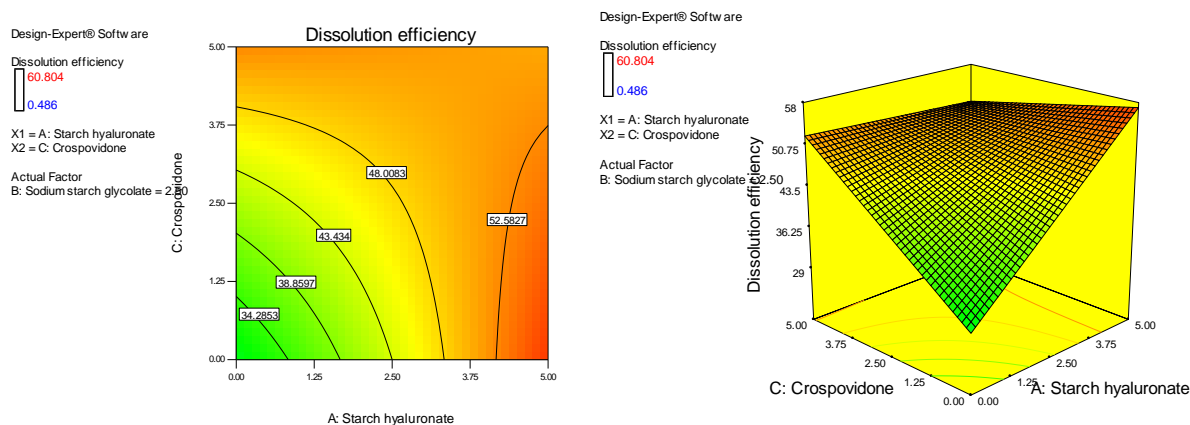 Design-Expert® Software
Dissolution efficiency
60.804
0.486
X1 = A: Starch hyaluronate
X2 = C: Crospovidone
Actual Factor
B: Sodium starch glycolate = 2.50
Dissolution efficiency
5.00
3.75
2.50
1.25
0.00
C: Crospovidone
48.0083
52.5827
43.434
38.8597
34.2853
0.00
1.25
2.50
3.75
5.00
A: Starch hyaluronate
Design-Expert® Software
Dissolution efficiency
60.804
0.486
X1 = A: Starch hyaluronate
X2 = C: Crospovidone
Actual Factor
B: Sodium starch glycolate = 2.50
58
50.75
43.5
36.25
29
Dissolution efficiency
5.00
3.75
2.50
1.25
0.00
C: Crospovidone
0.00
1.25
2.50
3.75
5.00
A: Starch hyaluronate